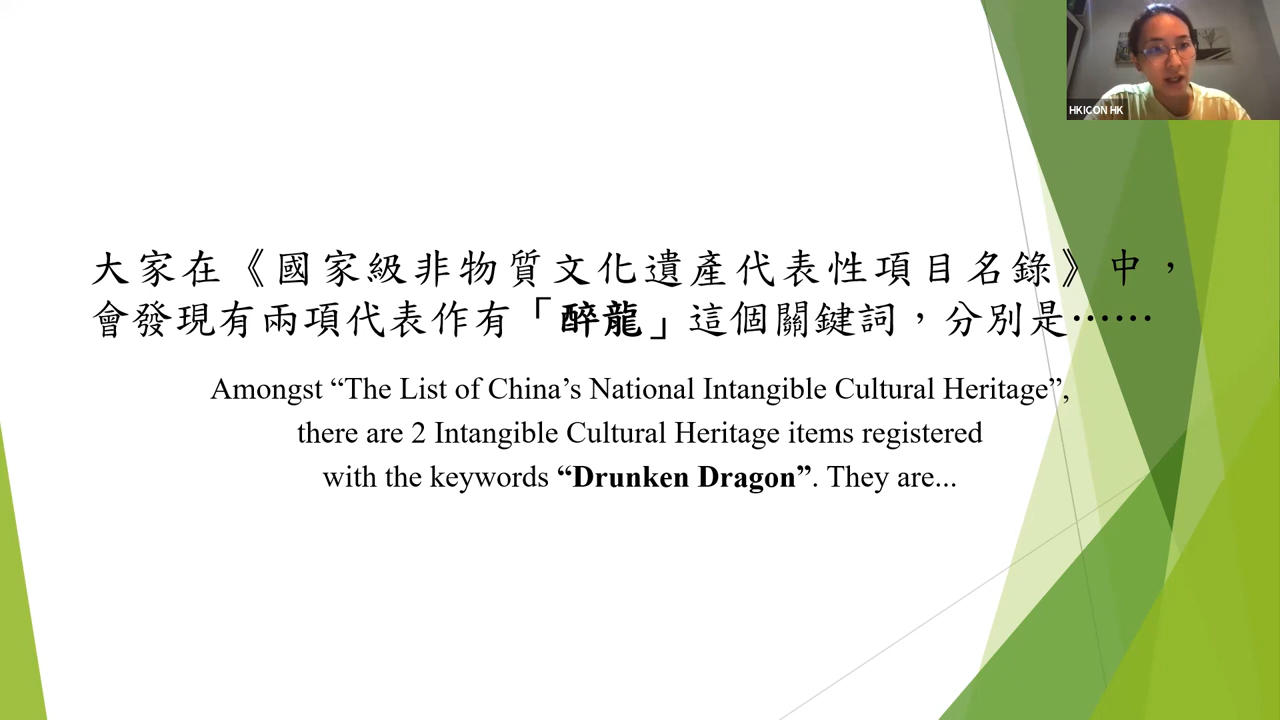 HKICON HK
大家在《國家級非物質文化遺產代表性項目名錄》中，
會發現有兩項代表作有「醉龍」這個關鍵詞，分別是……
Amongst “The List of China’s National Intangible Cultural Heritage”,
there are 2 Intangible Cultural Heritage items registered
with the keywords “Drunken Dragon”. They are...